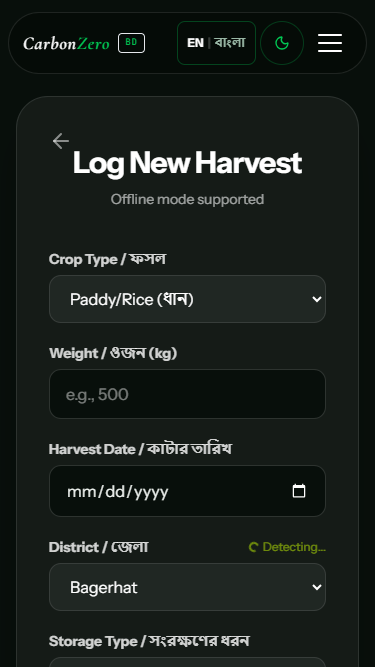 CarbonZero BD EN | বাংলা
Log New Harvest
Offline mode supported
Crop Type / ফসল
Paddy/Rice (ধান)
Weight / ওজন (kg)
e.g., 500
Harvest Date / কাটার তারিখ
mm/dd/yyyy
District / জেলা Detecting...
Bagerhat
Storage Type / সংরক্ষণের ধরন